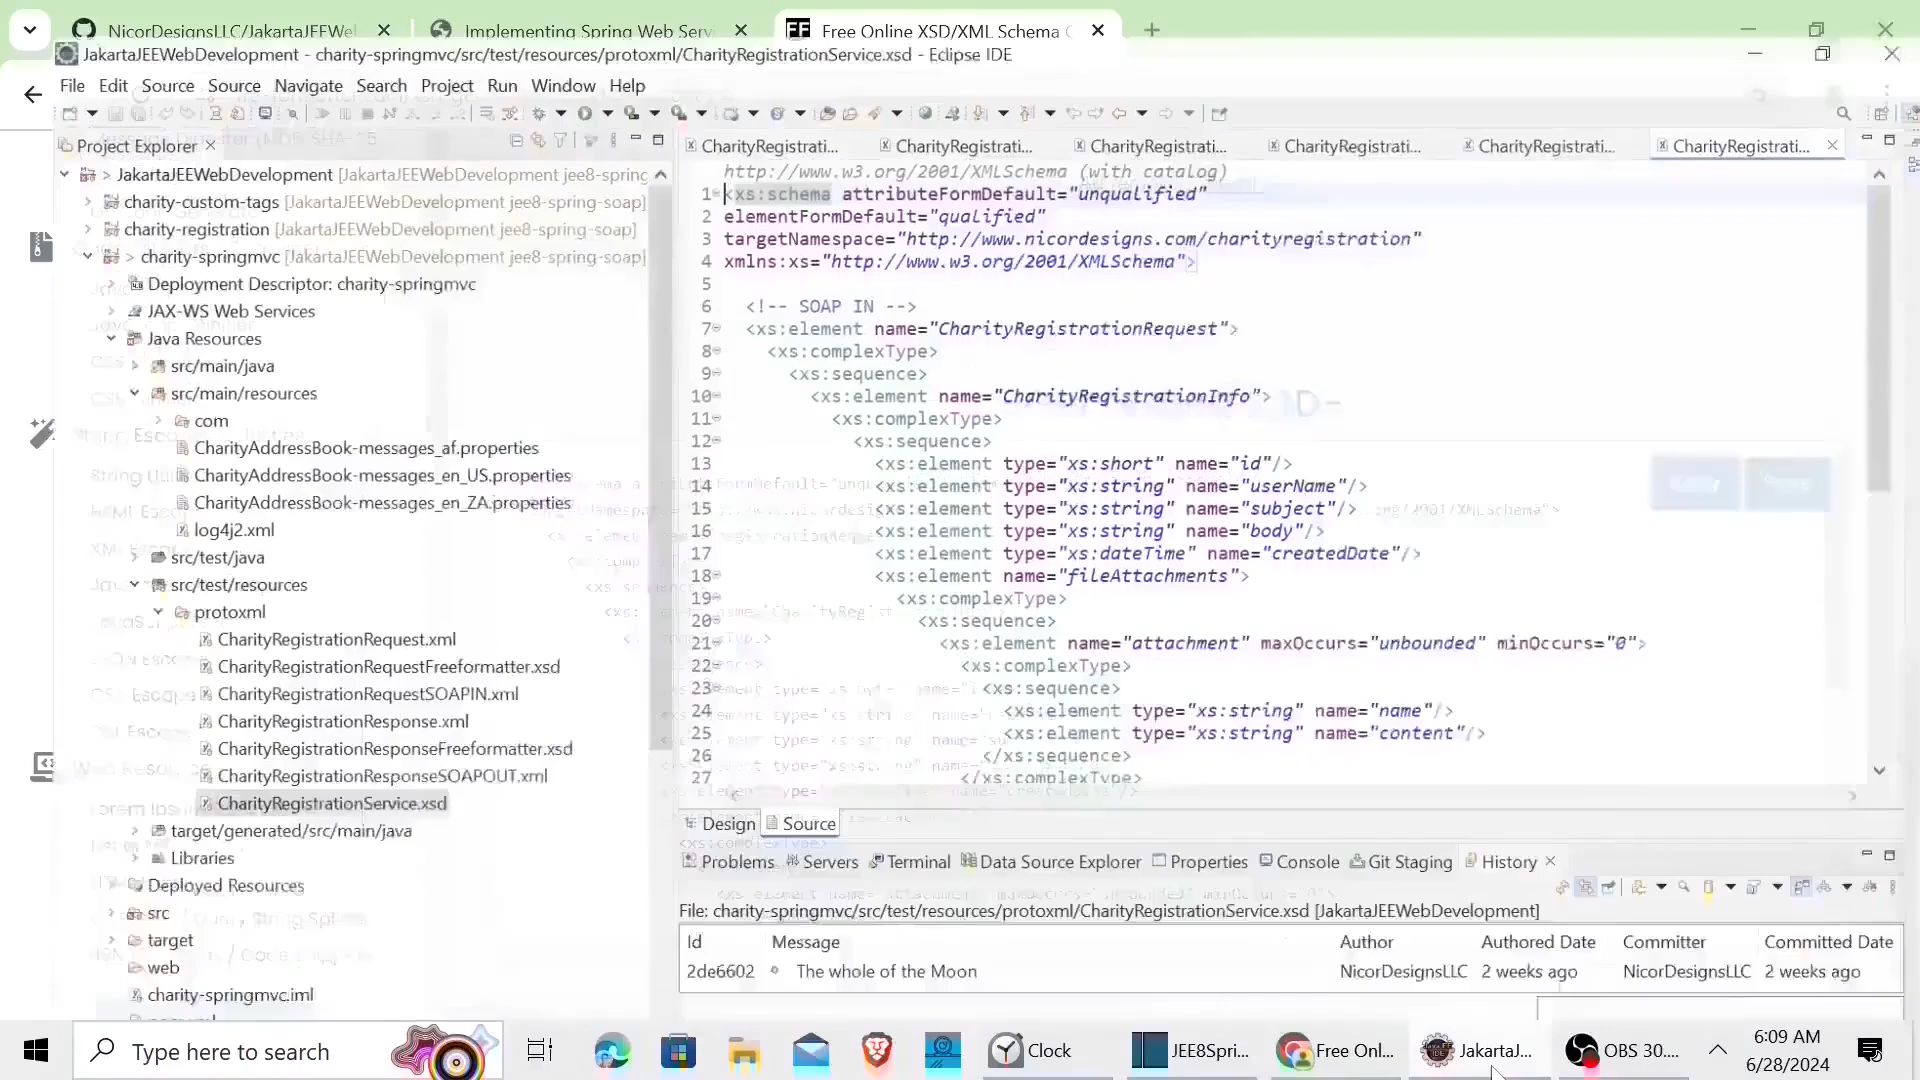 NicorDesignsLLC/JakartaJEEWel
Implementing Spring Web Serv
Free Online XSD/XML Schema G
JakartaJEEWebDevelopment - charity-springmvc/src/test/resources/protoxml/CharityRegistrationService.xsd - Eclipse IDE
File Edit Source Source Navigate Search Project Run Window Help
Project Explorer
CharityRegistrati... CharityRegistrati... CharityRegistrati... CharityRegistrati... CharityRegistrati... CharityRegistrati...
> JakartaJEEWebDevelopment [JakartaJEEWebDevelopment jee8-spring
charity-custom-tags [JakartaJEEWebDevelopment jee8-spring-soap]
charity-registration [JakartaJEEWebDevelopment jee8-spring-soap]
> charity-springmvc [JakartaJEEWebDevelopment jee8-spring-soap]
Deployment Descriptor: charity-springmvc
JAX-WS Web Services
Java Resources
src/main/java
src/main/resources
com
CharityAddressBook-messages_af.properties
CharityAddressBook-messages_en_US.properties
CharityAddressBook-messages_en_ZA.properties
log4j2.xml
src/test/java
src/test/resources
protoxml
CharityRegistrationRequest.xml
CharityRegistrationRequestFreeformatter.xsd
CharityRegistrationRequestSOAPIN.xml
CharityRegistrationResponse.xml
CharityRegistrationResponseFreeformatter.xsd
CharityRegistrationResponseSOAPOUT.xml
CharityRegistrationService.xsd
target/generated/src/main/java
Libraries
Deployed Resources
src
target
web
charity-springmvc.iml
http://www.w3.org/2001/XMLSchema (with catalog)
1 <xs:schema attributeFormDefault="unqualified"
2 elementFormDefault="qualified"
3 targetNamespace="http://www.nicordesigns.com/charityregistration"
4 xmlns:xs="http://www.w3.org/2001/XMLSchema">
5
6 <!-- SOAP IN -->
7 <xs:element name="CharityRegistrationRequest">
8 <xs:complexType>
9 <xs:sequence>
10 <xs:element name="CharityRegistrationInfo">
11 <xs:complexType>
12 <xs:sequence>
13 <xs:element type="xs:short" name="id"/>
14 <xs:element type="xs:string" name="userName"/>
15 <xs:element type="xs:string" name="subject"/>
16 <xs:element type="xs:string" name="body"/>
17 <xs:element type="xs:dateTime" name="createdDate"/>
18 <xs:element name="fileAttachments">
19 <xs:complexType>
20 <xs:sequence>
21 <xs:element name="attachment" maxOccurs="unbounded" minOccurs="0">
22 <xs:complexType>
23 <xs:sequence>
24 <xs:element type="xs:string" name="name"/>
25 <xs:element type="xs:string" name="content"/>
26 </xs:sequence>
27 </xs:complexType>
Design Source
Problems Servers Terminal Data Source Explorer Properties Console Git Staging History
File: charity-springmvc/src/test/resources/protoxml/CharityRegistrationService.xsd [JakartaJEEWebDevelopment]
Id Message Author Authored Date Committer Committed Date
2de6602 The whole of the Moon NicorDesignsLLC 2 weeks ago NicorDesignsLLC 2 weeks ago
Type here to search
Clock
JEE8Spri...
Free Onl...
JakartaJ...
OBS 30....
6:09 AM
6/28/2024